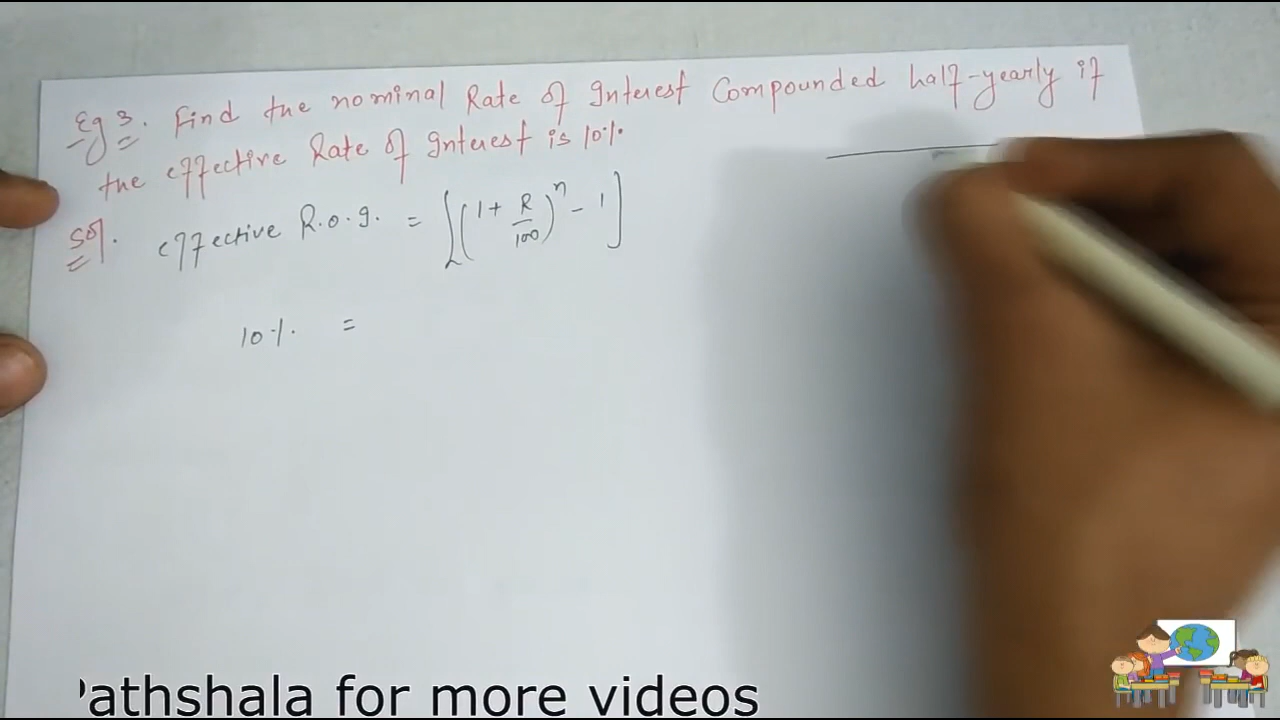 Eg 3. Find the nominal Rate of Interest Compounded half-yearly if
the effective Rate of Interest is 10%.
Sol. effective R.o.I. = [(1 + R/100)^n - 1]
10% =
Pathshala for more videos